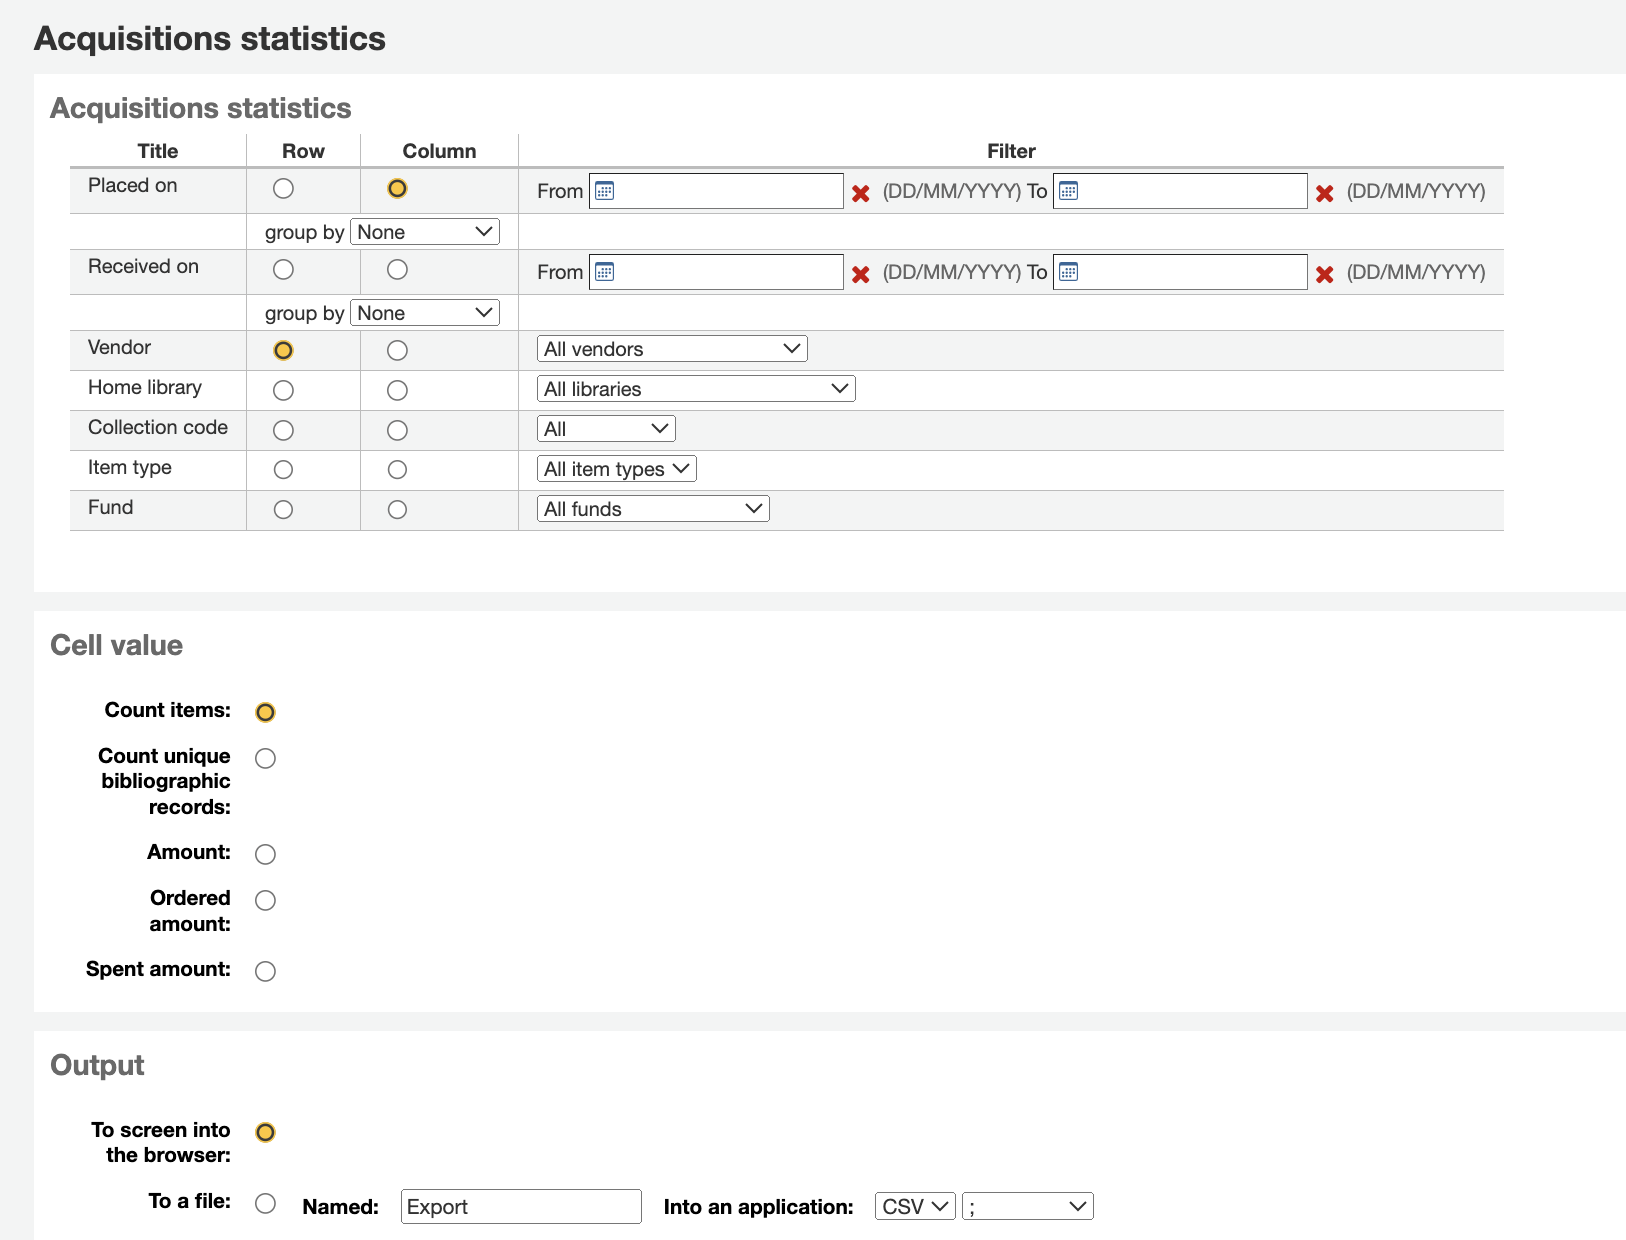 Acquisitions statistics
Acquisitions statistics
Title Row Column Filter
Placed on From (DD/MM/YYYY) To (DD/MM/YYYY)
group by None
Received on From (DD/MM/YYYY) To (DD/MM/YYYY)
group by None
Vendor All vendors
Home library All libraries
Collection code All
Item type All item types
Fund All funds
Cell value
Count items:
Count unique
bibliographic
records:
Amount:
Ordered
amount:
Spent amount:
Output
To screen into
the browser:
To a file: Named: Export Into an application: CSV ;